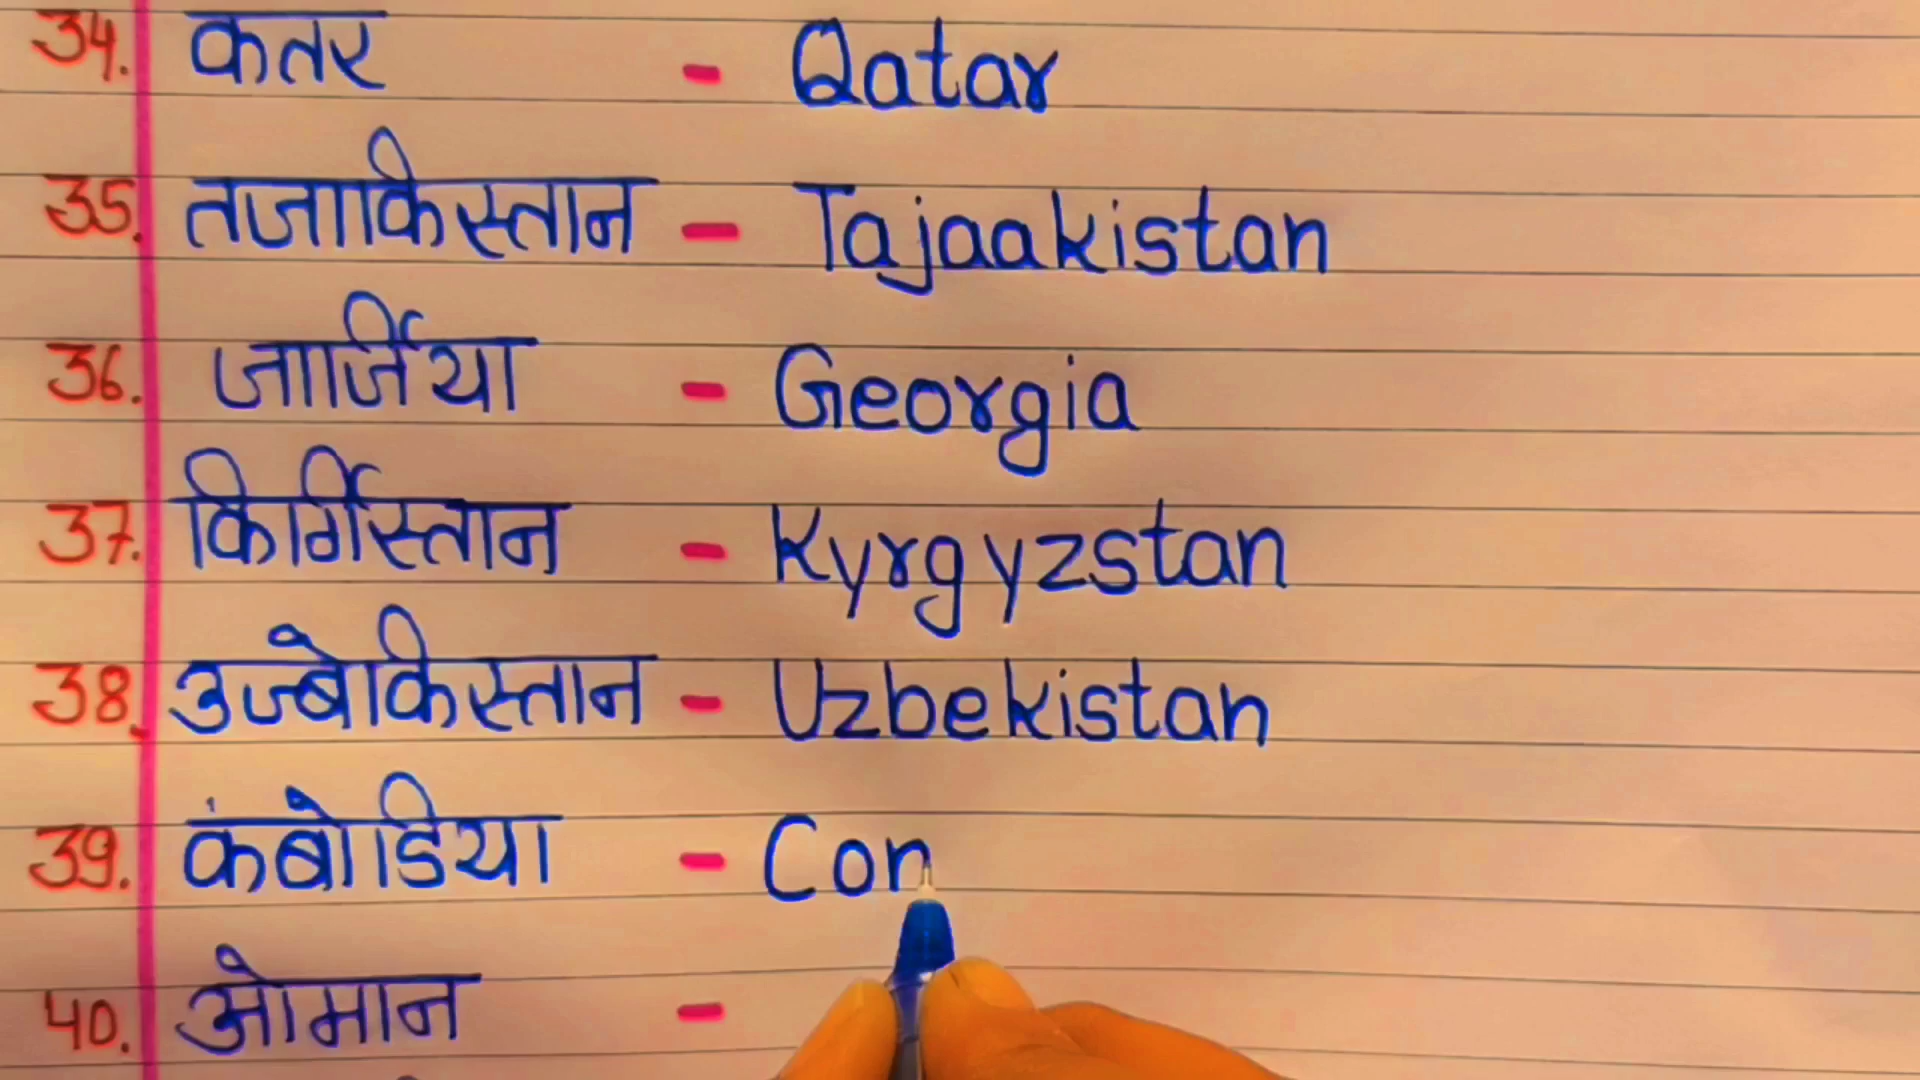 34. कतर - Qatar
35. तजाकिस्तान - Tajaakistan
36. जार्जिया - Georgia
37. किर्गिस्तान - Kyrgyzstan
38. उज्बेकिस्तान - Uzbekistan
39. कंबोडिया - Con
40. ओमान -